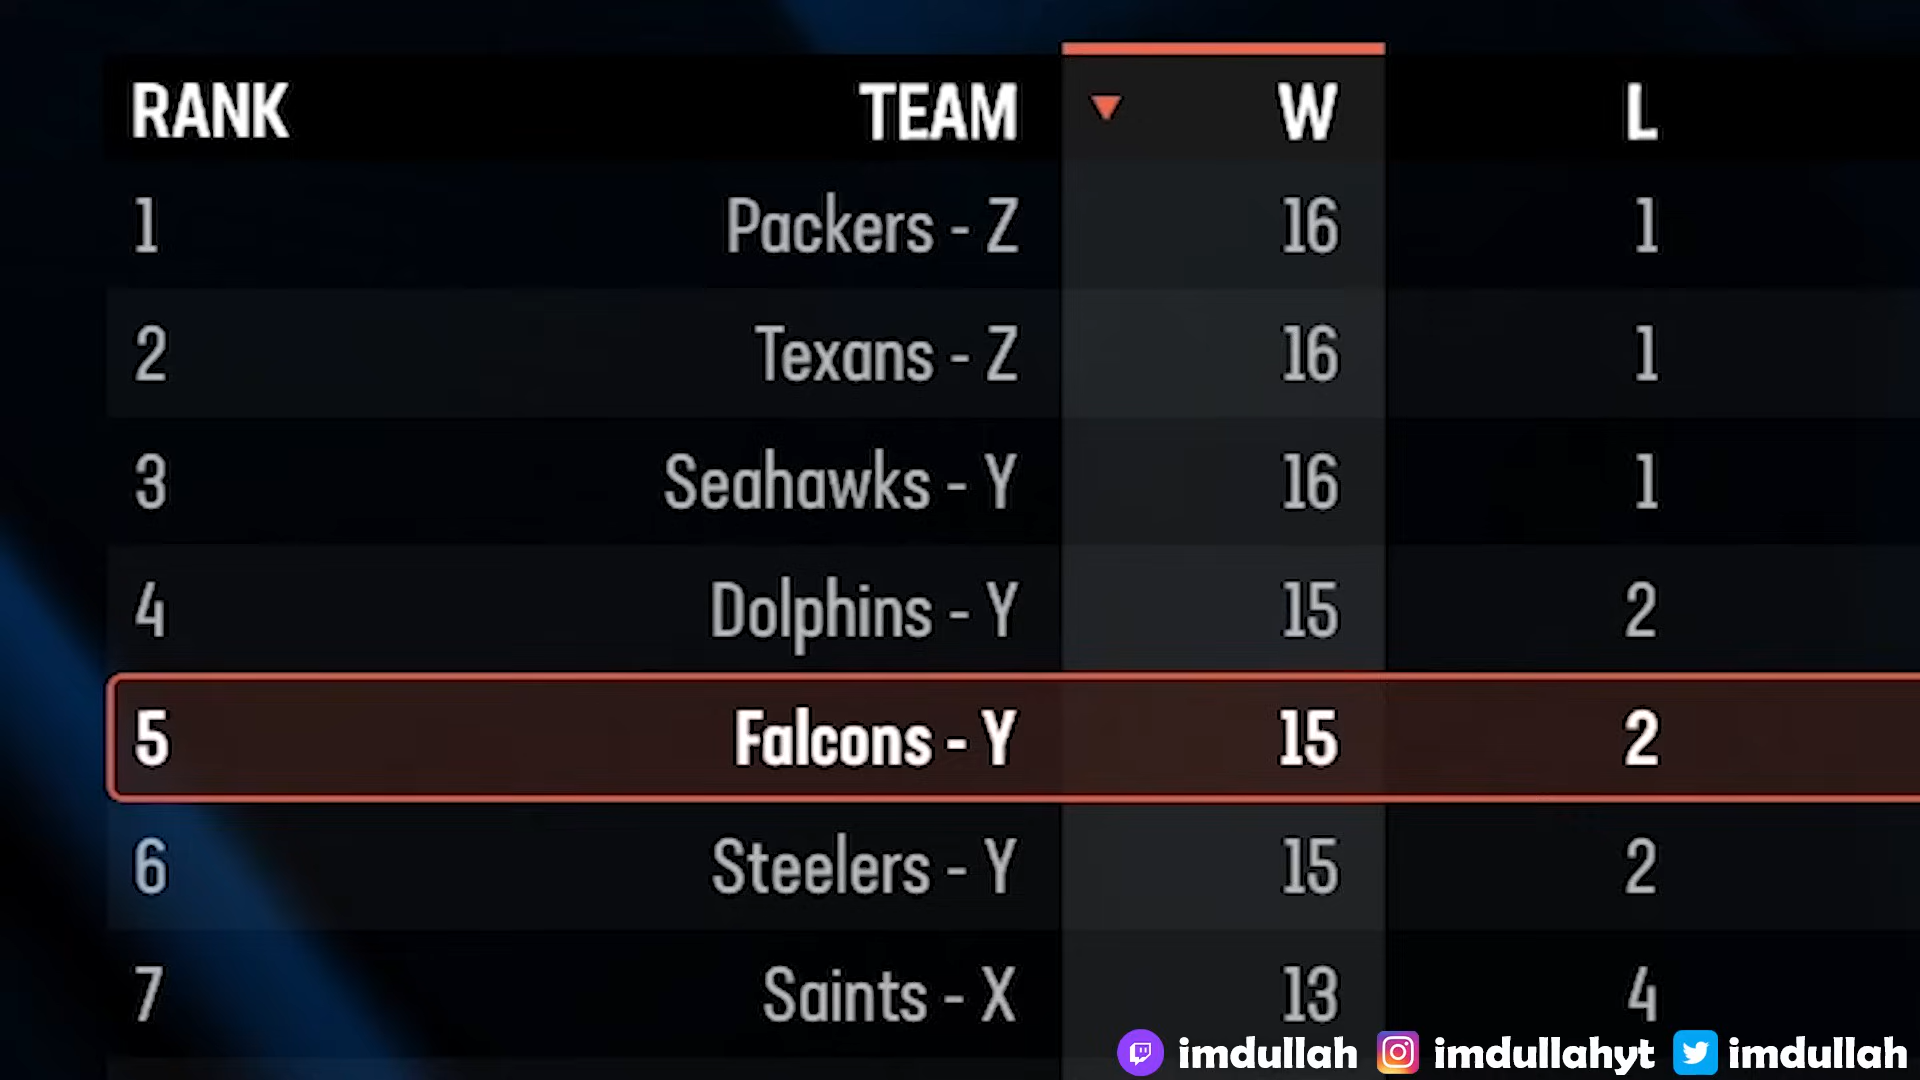 RANK TEAM W L
1 Packers - Z 16 1
2 Texans - Z 16 1
3 Seahawks - Y 16 1
4 Dolphins - Y 15 2
5 Falcons - Y 15 2
6 Steelers - Y 15 2
7 Saints - X 13 4
imdullah imdullahyt imdullah